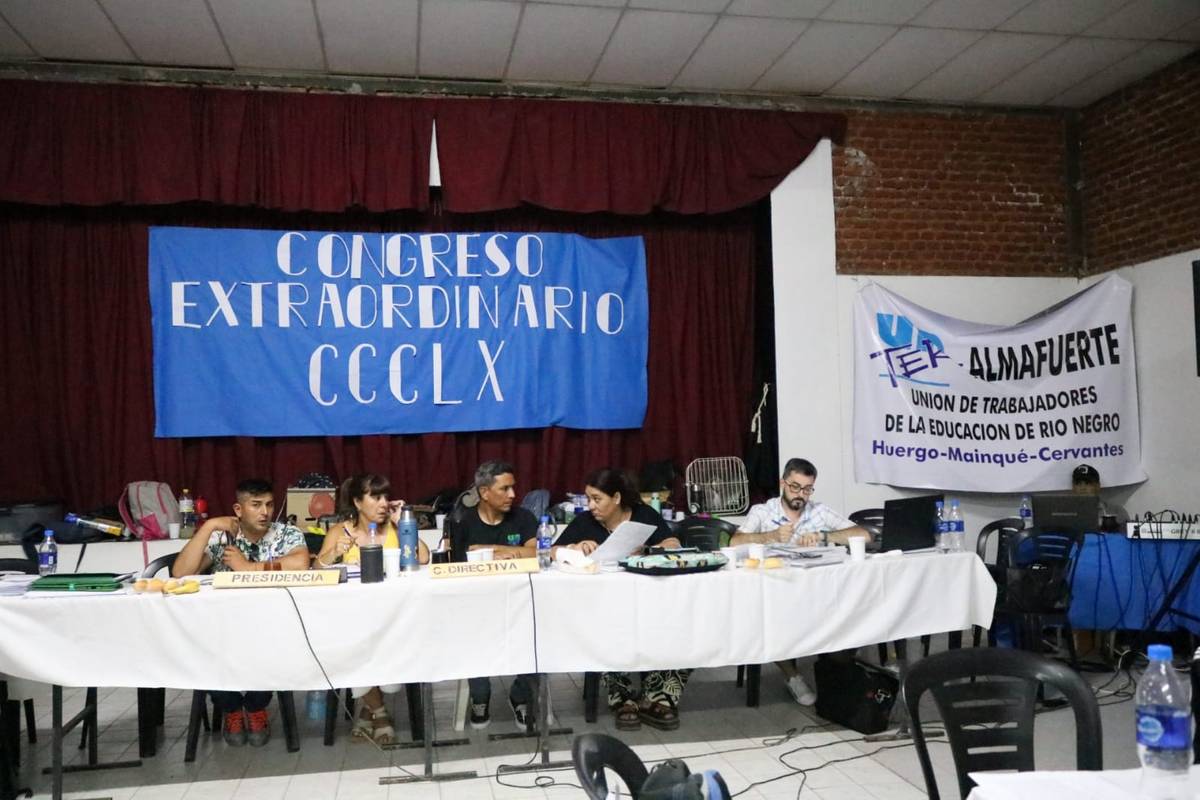 CONGRESO
EXTRAORDINARIO
CCCLX
UnTER - ALMAFUERTE
UNION DE TRABAJADORES
DE LA EDUCACION DE RIO NEGRO
Huergo-Mainqué-Cervantes
PRESIDENCIA
C. DIRECTIVA